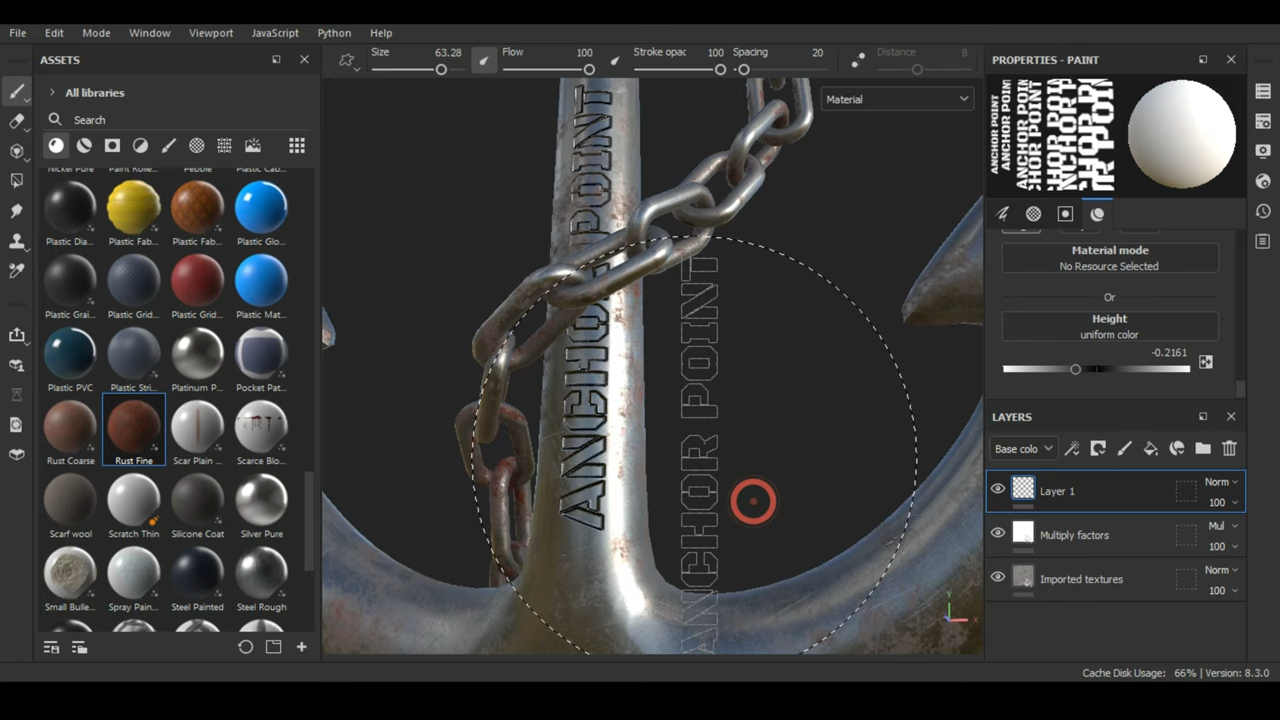 File Edit Mode Window Viewport JavaScript Python Help
ASSETS
All libraries
Search
Plastic Dia...
Plastic Fab...
Plastic Fab...
Plastic Glo...
Plastic Grai...
Plastic Grid...
Plastic Grid...
Plastic Mat...
Plastic PVC
Plastic Stri...
Platinum P...
Pocket Pat...
Rust Coarse
Rust Fine
Scar Plain ...
Scarce Blo...
Scarf wool
Scratch Thin
Silicone Coat
Silver Pure
Small Bulle...
Spray Pain...
Steel Painted
Steel Rough
Size 63.28
Flow 100
Stroke opac 100
Spacing 20
Distance 8
Material
ANCHOR POINT
ANCHOR POINT
PROPERTIES - PAINT
ANCHOR POINT
Material mode
No Resource Selected
Or
Height
uniform color
-0.2161
LAYERS
Base colo
Layer 1
Norm
100
Multiply factors
Mul
100
Imported textures
Norm
100
Cache Disk Usage: 66% | Version: 8.3.0